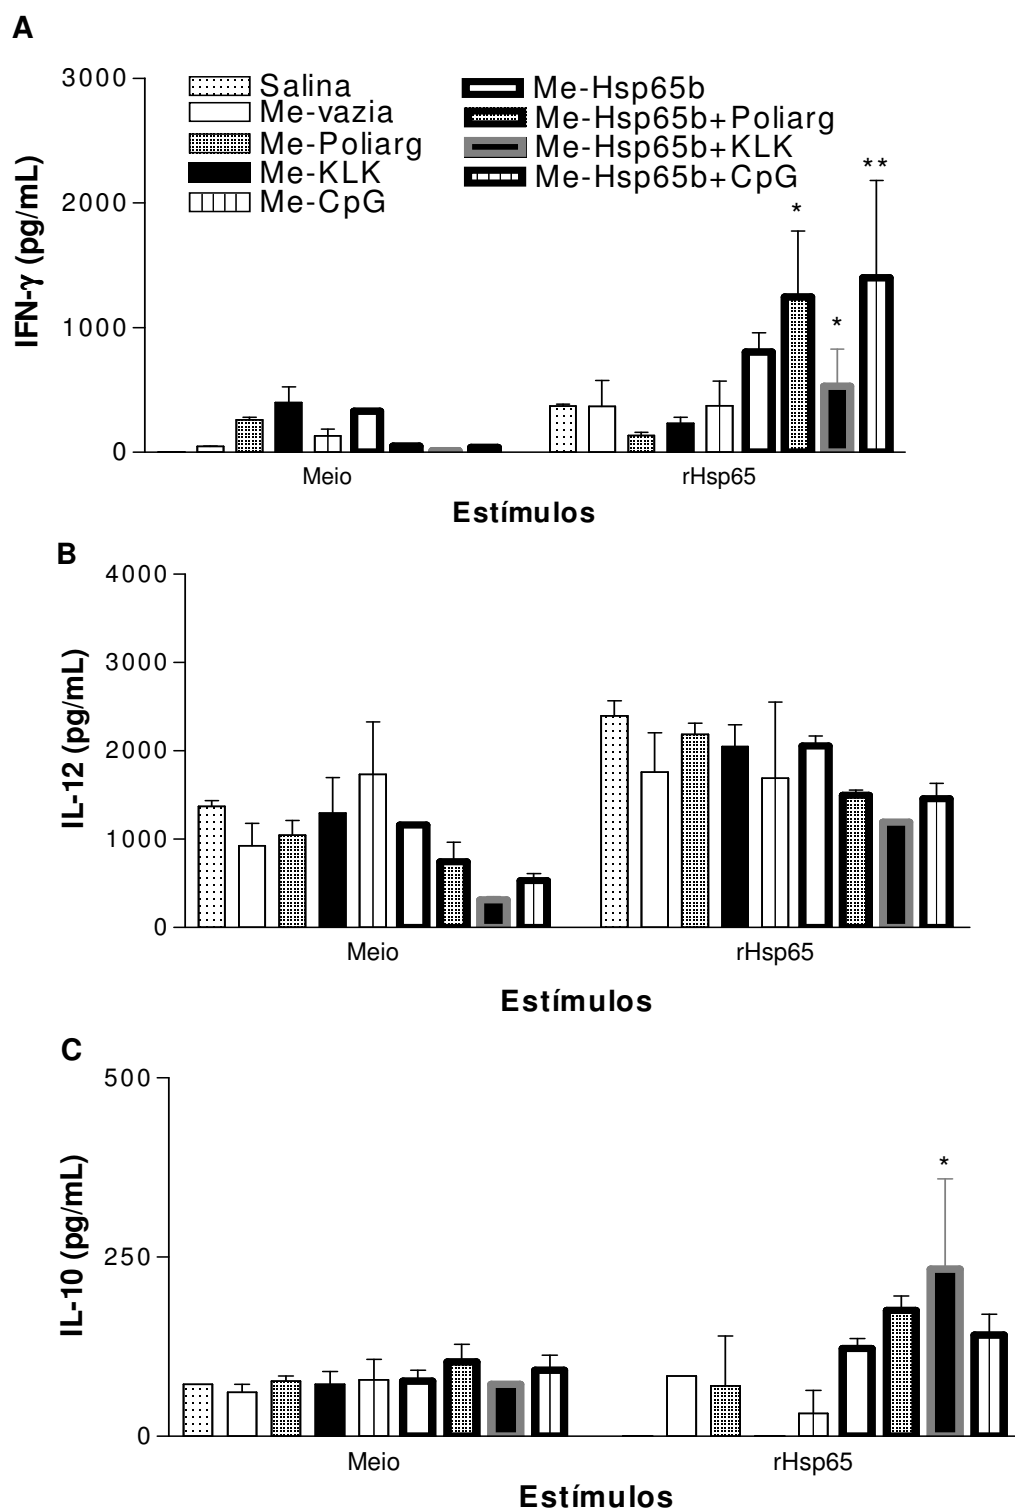 A
3000
2000
1000
0
IFN-γ (pg/mL)
Salina
Me-vazia
Me-Poliarg
Me-KLK
Me-CpG
Me-Hsp65b
Me-Hsp65b+Poliarg
Me-Hsp65b+KLK
Me-Hsp65b+CpG
*
*
**
Meio
rHsp65
Estímulos
B
4000
3000
2000
1000
0
IL-12 (pg/mL)
Meio
rHsp65
Estímulos
C
500
250
0
IL-10 (pg/mL)
*
Meio
rHsp65
Estímulos